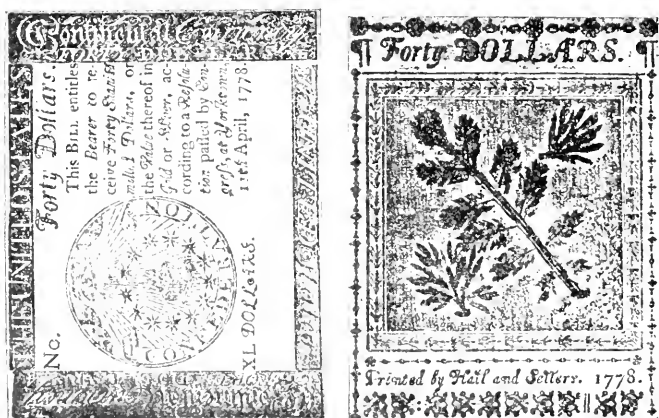 Continental Currency
THE UNITED STATES
No.
Forty Dollars.
This BILL entitles
the Bearer to re-
ceive Forty Spanish
milled Dollars, or
the Value thereof in
Gold or Silver, ac-
cording to a Resolu-
tion passed by Con-
gress, at Yorktown,
11th April, 1778.
CONFEDERATION
XL DOLLARS.
Forty DOLLARS.
Printed by Hall and Sellers. 1778.